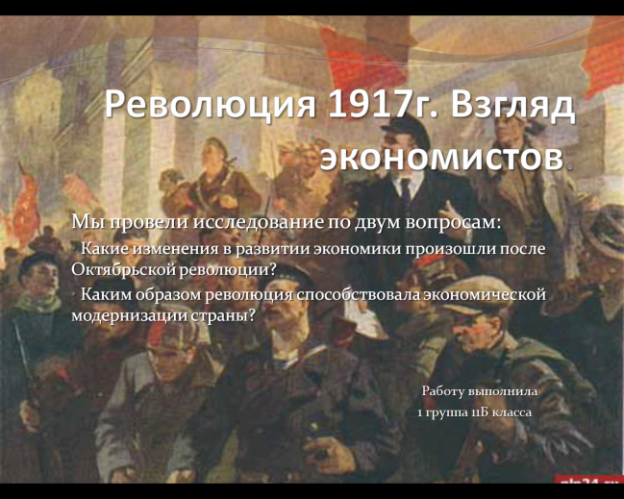 Революция 1917г. Взгляд
экономистов.
Мы провели исследование по двум вопросам:
Какие изменения в развитии экономики произошли после
Октябрьской революции?
Каким образом революция способствовала экономической
модернизации страны?
Работу выполнила
1 группа 11Б класса